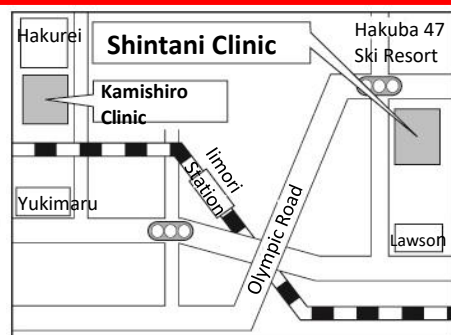 Hakurei
Shintani Clinic
Hakuba 47
Ski Resort
Kamishiro
Clinic
Iimori
Station
Yukimaru
Olympic Road
Lawson